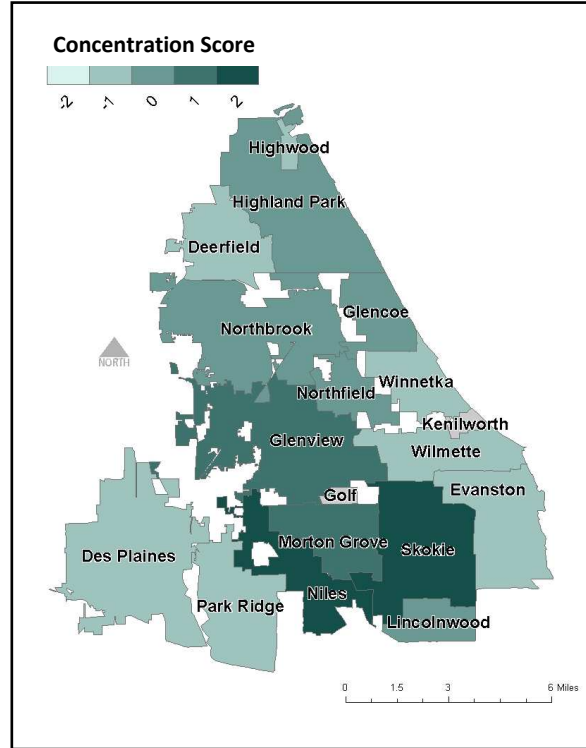 Concentration Score
-2 -1 0 1 2
Highwood
Highland Park
Deerfield
Glencoe
Northbrook
NORTH
Winnetka
Northfield
Kenilworth
Glenview
Wilmette
Evanston
Golf
Des Plaines
Morton Grove
Skokie
Niles
Park Ridge
Lincolnwood
0 1.5 3 6 Miles